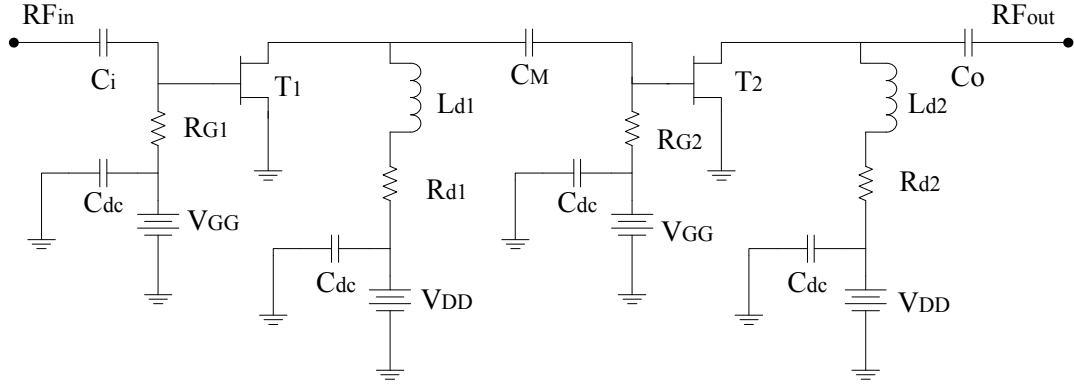 RFin
RFout
Ci
T1
CM
T2
Co
Ld1
Ld2
RG1
RG2
Rd1
Rd2
Cdc
VGG
Cdc
VGG
Cdc
VDD
Cdc
VDD